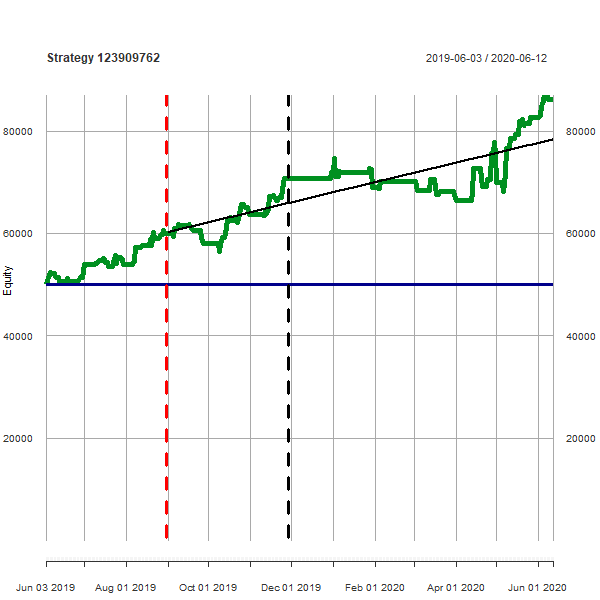 Strategy 123909762
2019-06-03 / 2020-06-12
80000
80000
60000
60000
Equity
40000
40000
20000
20000
Jun 03 2019
Aug 01 2019
Oct 01 2019
Dec 01 2019
Feb 01 2020
Apr 01 2020
Jun 01 2020